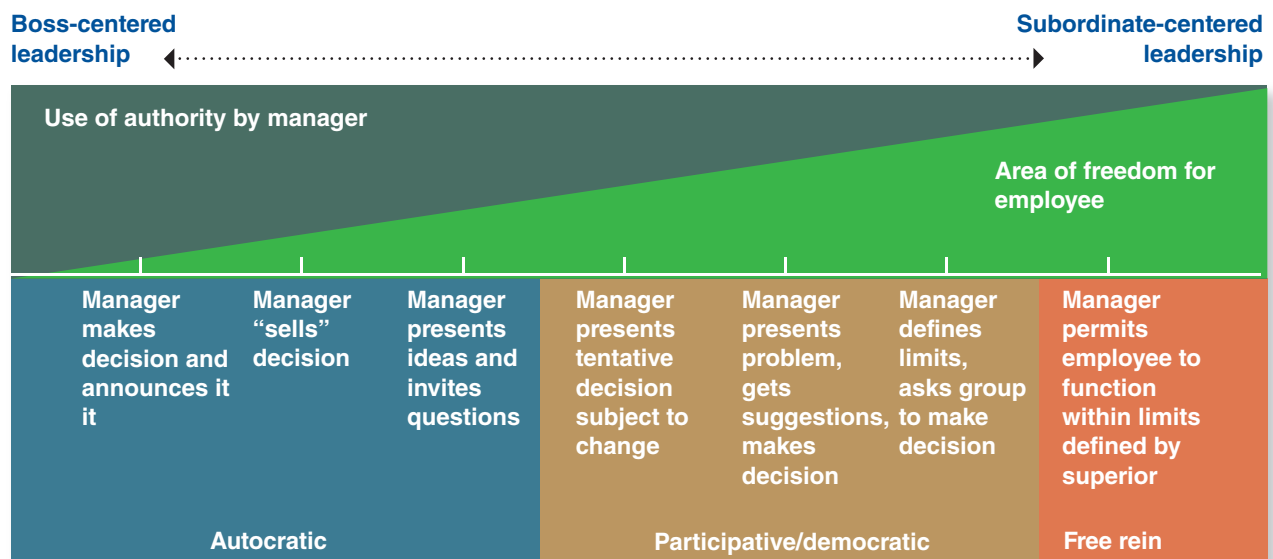 Boss-centered
leadership
Subordinate-centered
leadership
Use of authority by manager
Area of freedom for
employee
Manager
makes
decision and
announces it
it
Manager
“sells”
decision
Manager
presents
ideas and
invites
questions
Manager
presents
tentative
decision
subject to
change
Manager
presents
problem,
gets
suggestions,
makes
decision
Manager
defines
limits,
asks group
to make
decision
Manager
permits
employee to
function
within limits
defined by
superior
Autocratic
Participative/democratic
Free rein